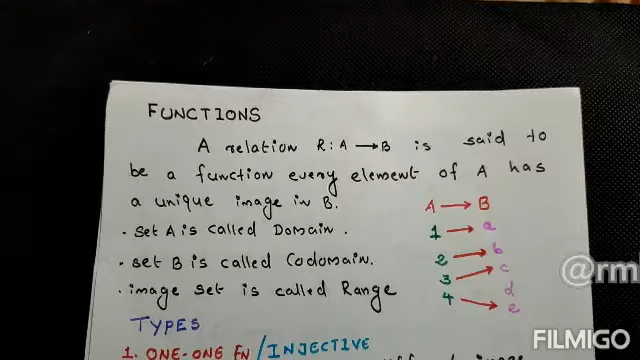 FUNCTIONS
A relation R: A → B is said to
be a function every element of A has
a unique image in B.
A → B
• set A is called Domain.
1 → a
• set B is called Codomain.
2 → b
3 → c
• image set is called Range
d
4 → e
TYPES
1. ONE-ONE FN / INJECTIVE
image
@rm
FILMIGO